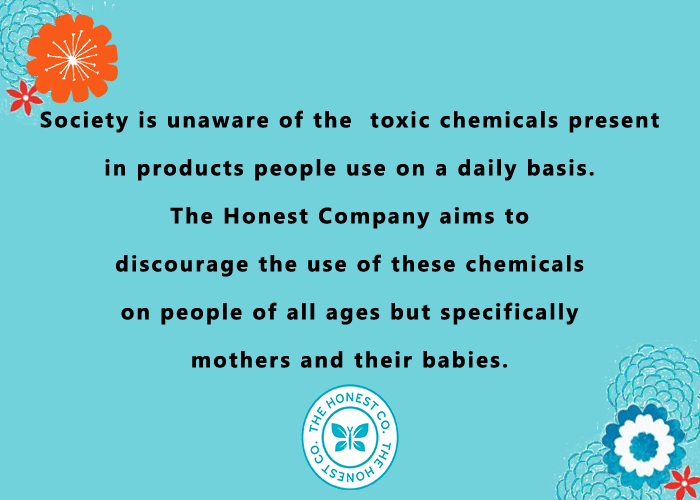 Society is unaware of the  toxic chemicals present
in products people use on a daily basis.
The Honest Company aims to
discourage the use of these chemicals
on people of all ages but specifically
mothers and their babies.
THE HONEST CO. THE HONEST CO.